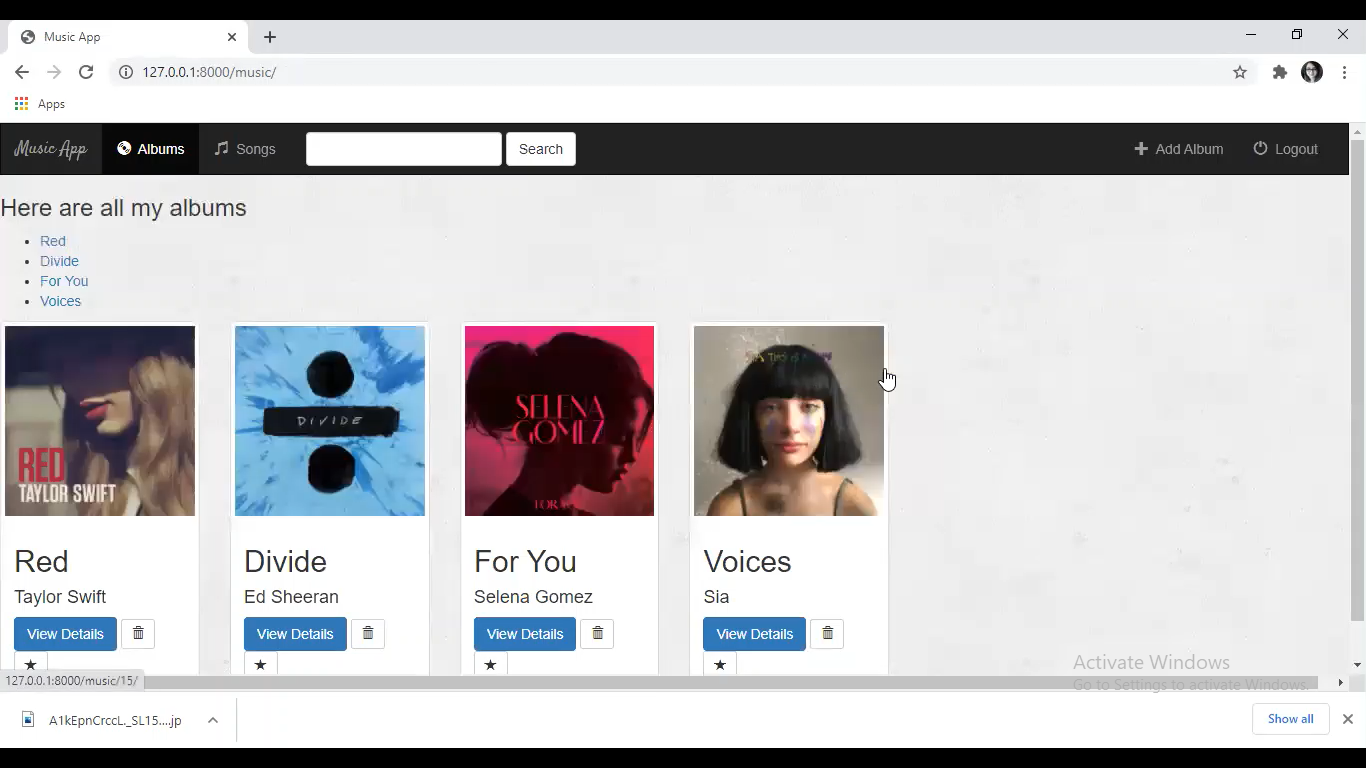 Music App
127.0.0.1:8000/music/
Apps
Music App Albums Songs Search Add Album Logout
Here are all my albums
Red
Divide
For You
Voices
RED
TAYLOR SWIFT
DIVIDE
SELENA
GOMEZ
Red Divide For You Voices
Taylor Swift Ed Sheeran Selena Gomez Sia
View Details View Details View Details View Details
Activate Windows
Go to Settings to activate Windows.
127.0.0.1:8000/music/15/
A1kEpnCrccL._SL15....jp Show all